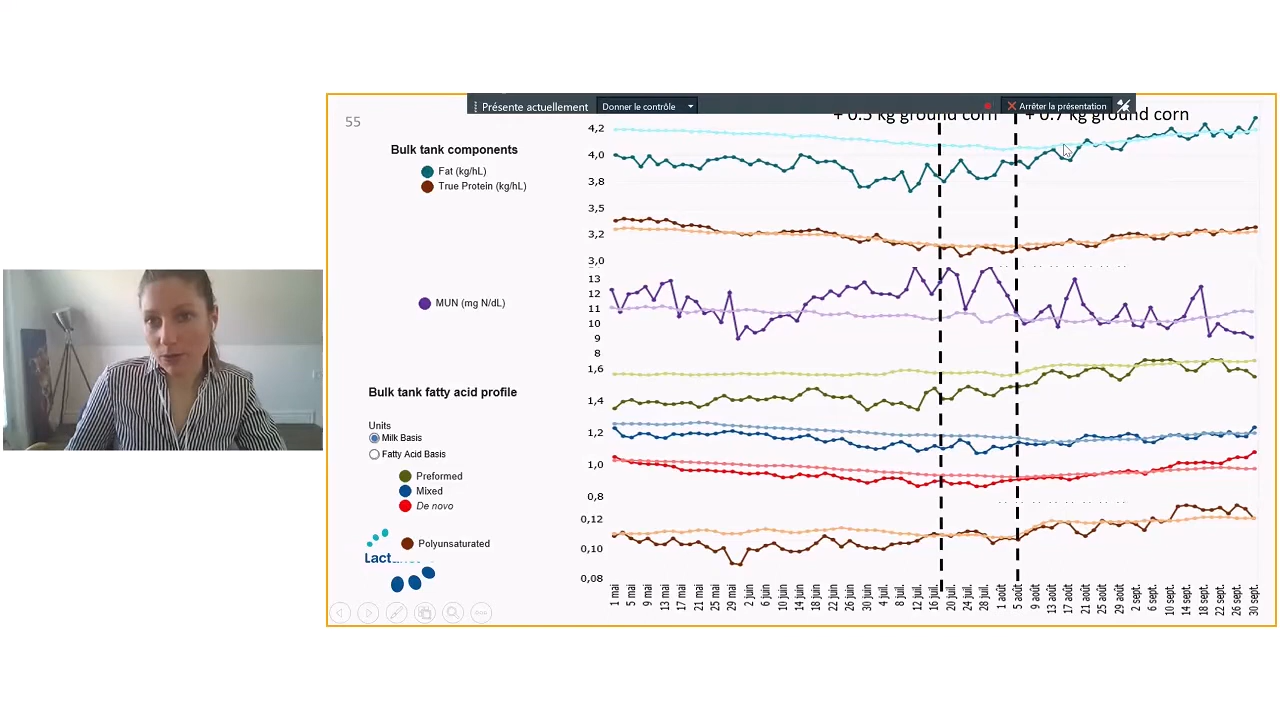 Présente actuellement
Donner le contrôle
Arrêter la présentation
55
+ 0.5 kg ground corn
+ 0.7 kg ground corn
Bulk tank components
Fat (kg/hL)
True Protein (kg/hL)
4,2
4,0
3,8
3,5
3,2
3,0
MUN (mg N/dL)
13
12
11
10
9
8
Bulk tank fatty acid profile
Units
Milk Basis
Fatty Acid Basis
Preformed
Mixed
De novo
1,6
1,4
1,2
1,0
0,8
Polyunsaturated
0,12
0,10
0,08
1 mai
5 mai
9 mai
13 mai
17 mai
21 mai
25 mai
29 mai
2 juin
6 juin
10 juin
14 juin
18 juin
22 juin
26 juin
30 juin
4 juil.
8 juil.
12 juil.
16 juil.
20 juil.
24 juil.
28 juil.
1 août
5 août
9 août
13 août
17 août
21 août
25 août
29 août
2 sept.
6 sept.
10 sept.
14 sept.
18 sept.
22 sept.
26 sept.
30 sept.